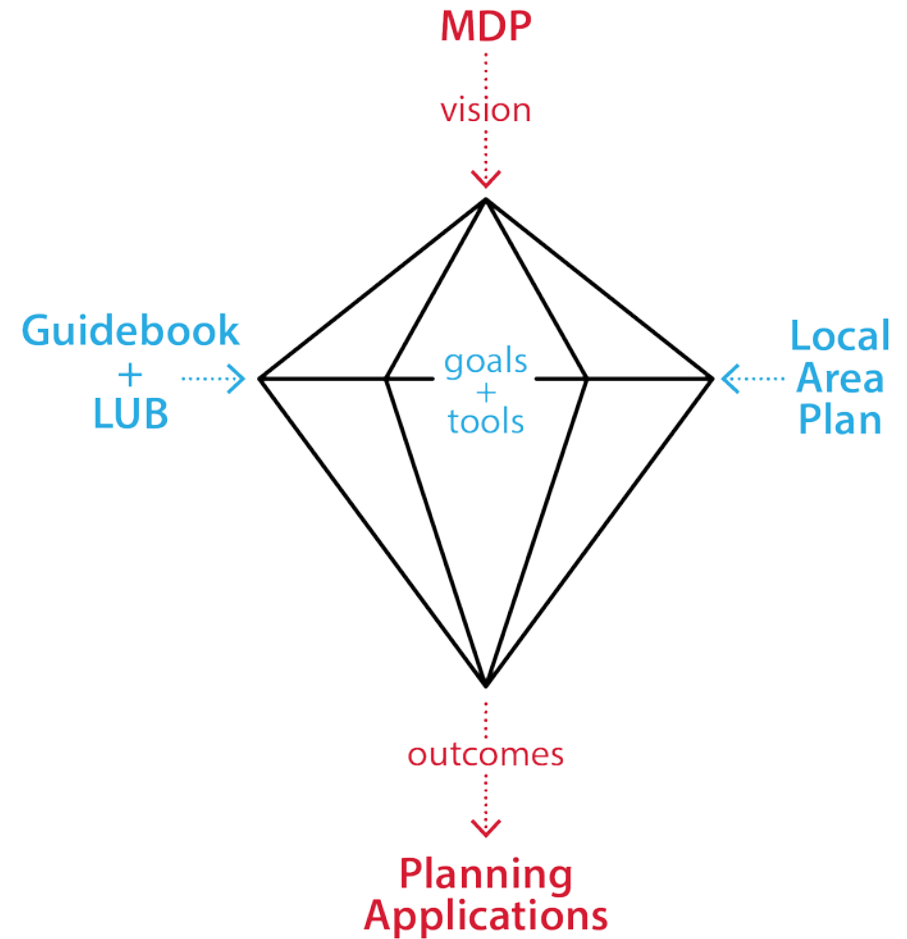 MDP
vision
Guidebook
+
LUB
goals
+
tools
Local
Area
Plan
outcomes
Planning
Applications